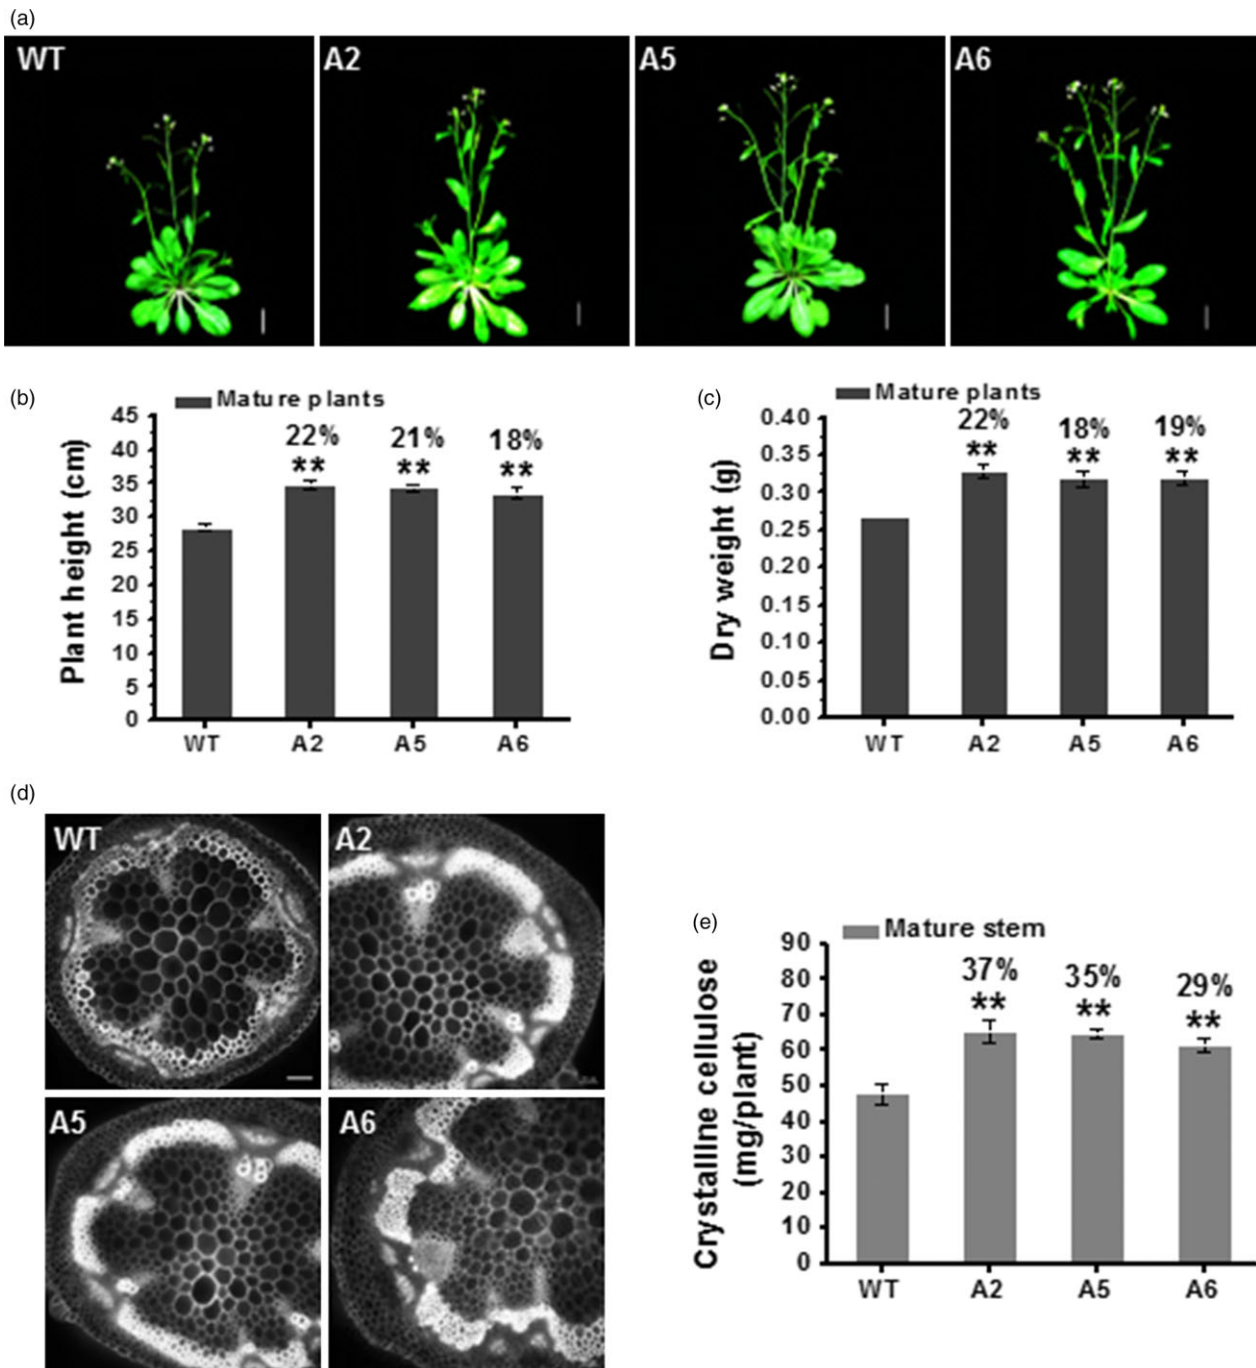 (a)
WT
A2
A5
A6
(b)
Mature plants
Plant height (cm)
45
40
35
30
25
20
15
10
5
0
22%
**
21%
**
18%
**
WT
A2
A5
A6
(c)
Mature plants
Dry weight (g)
0.40
0.35
0.30
0.25
0.20
0.15
0.10
0.05
0.00
22%
**
18%
**
19%
**
WT
A2
A5
A6
(d)
WT
A2
A5
A6
(e)
Mature stem
Crystalline cellulose
(mg/plant)
90
80
70
60
50
40
30
20
10
0
37%
**
35%
**
29%
**
WT
A2
A5
A6